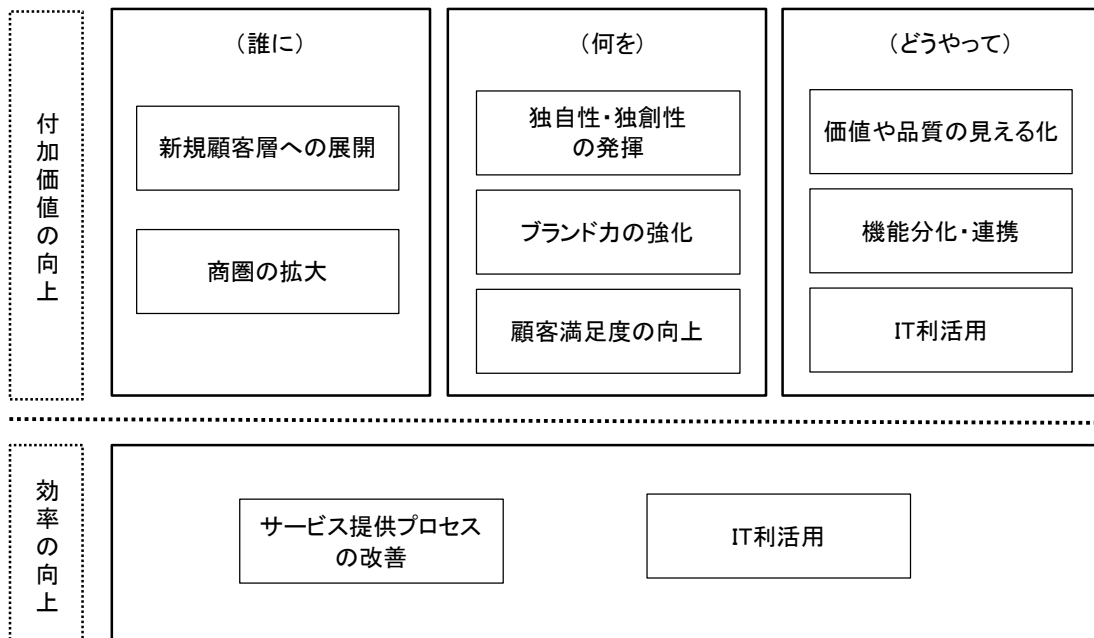 付加価値の向上
（誰に）
新規顧客層への展開
商圏の拡大
（何を）
独自性・独創性
の発揮
ブランド力の強化
顧客満足度の向上
（どうやって）
価値や品質の見える化
機能分化・連携
IT利活用
効率の向上
サービス提供プロセス
の改善
IT利活用